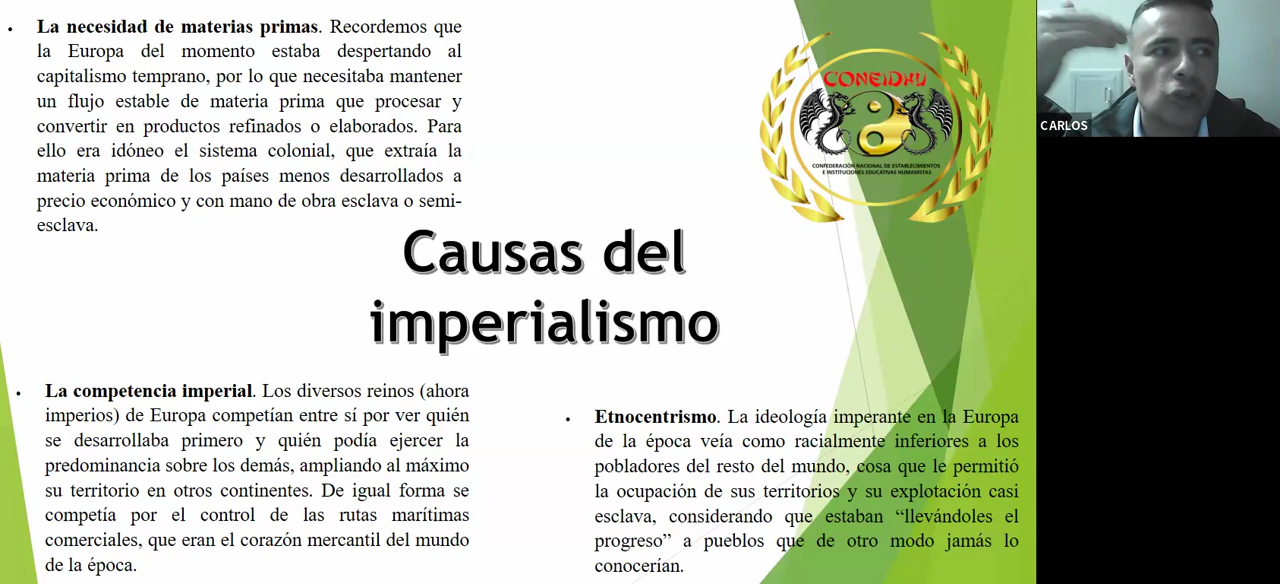 • La necesidad de materias primas. Recordemos que
la Europa del momento estaba despertando al
capitalismo temprano, por lo que necesitaba mantener
un flujo estable de materia prima que procesar y
convertir en productos refinados o elaborados. Para
ello era idóneo el sistema colonial, que extraía la
materia prima de los países menos desarrollados a
precio económico y con mano de obra esclava o semi-
esclava.
CONEIDHU
CONFEDERACIÓN NACIONAL DE ESTABLECIMIENTOS
E INSTITUCIONES EDUCATIVAS HUMANISTAS
CARLOS
Causas del
imperialismo
• La competencia imperial. Los diversos reinos (ahora
imperios) de Europa competían entre sí por ver quién
se desarrollaba primero y quién podía ejercer la
predominancia sobre los demás, ampliando al máximo
su territorio en otros continentes. De igual forma se
competía por el control de las rutas marítimas
comerciales, que eran el corazón mercantil del mundo
de la época.
• Etnocentrismo. La ideología imperante en la Europa
de la época veía como racialmente inferiores a los
pobladores del resto del mundo, cosa que le permitió
la ocupación de sus territorios y su explotación casi
esclava, considerando que estaban “llevándoles el
progreso” a pueblos que de otro modo jamás lo
conocerían.